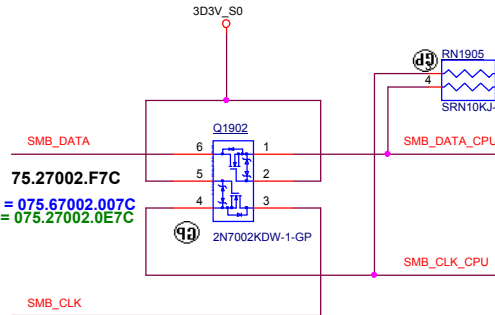 3D3V_S0
RN1905
4
SRN10KJ-
Q1902
SMB_DATA
6
1
SMB_DATA_CPU
75.27002.F7C
5
2
= 075.67002.007C
4
3
= 075.27002.0E7C
2N7002KDW-1-GP
SMB_CLK_CPU
SMB_CLK